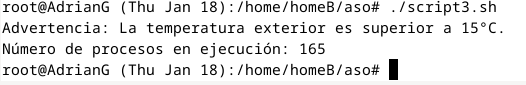 root@AdrianG (Thu Jan 18):/home/homeB/aso# ./script3.sh
Advertencia: La temperatura exterior es superior a 15°C.
Número de procesos en ejecución: 165
root@AdrianG (Thu Jan 18):/home/homeB/aso#